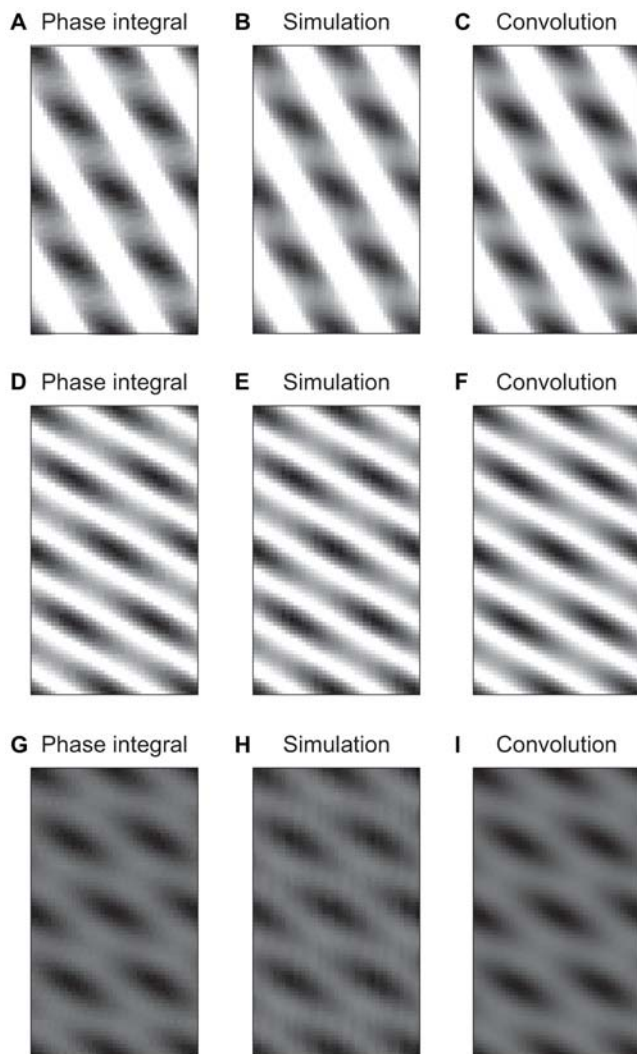 A Phase integral B Simulation C Convolution
D Phase integral E Simulation F Convolution
G Phase integral H Simulation I Convolution